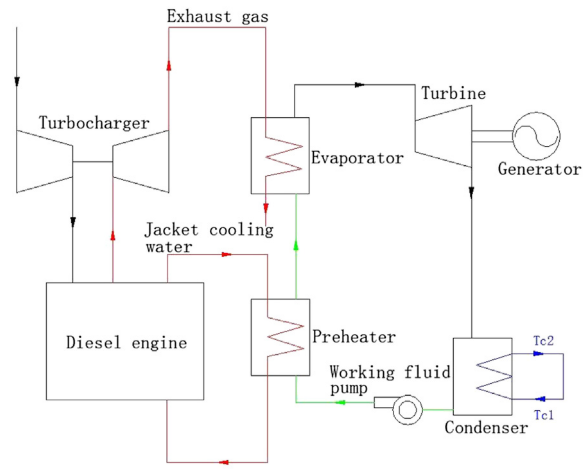 Exhaust gas
Turbocharger
Turbine
Evaporator
Generator
Jacket cooling
water
Diesel engine
Preheater
Tc2
Working fluid
pump
Tc1
Condenser